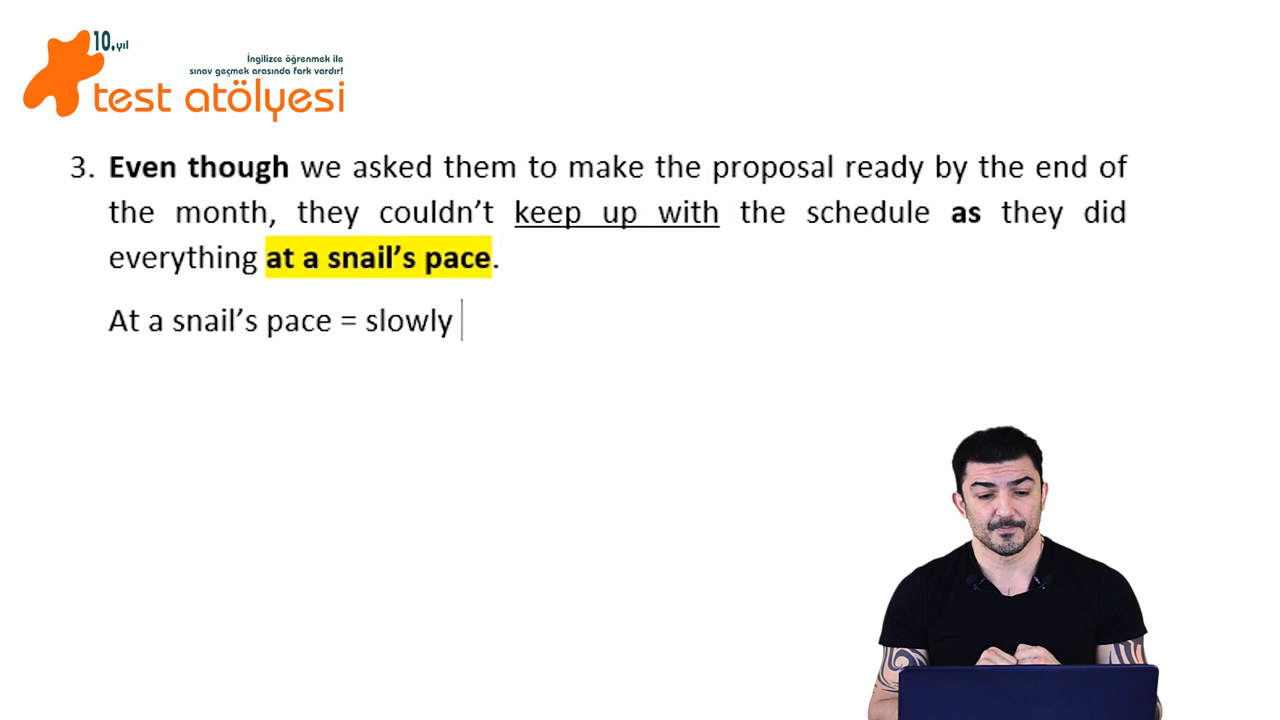 10.yıl
İngilizce öğrenmek ile
sınav geçmek arasında fark vardır!
test atölyesi
3. Even though we asked them to make the proposal ready by the end of
the month, they couldn’t keep up with the schedule as they did
everything at a snail’s pace.
At a snail’s pace = slowly